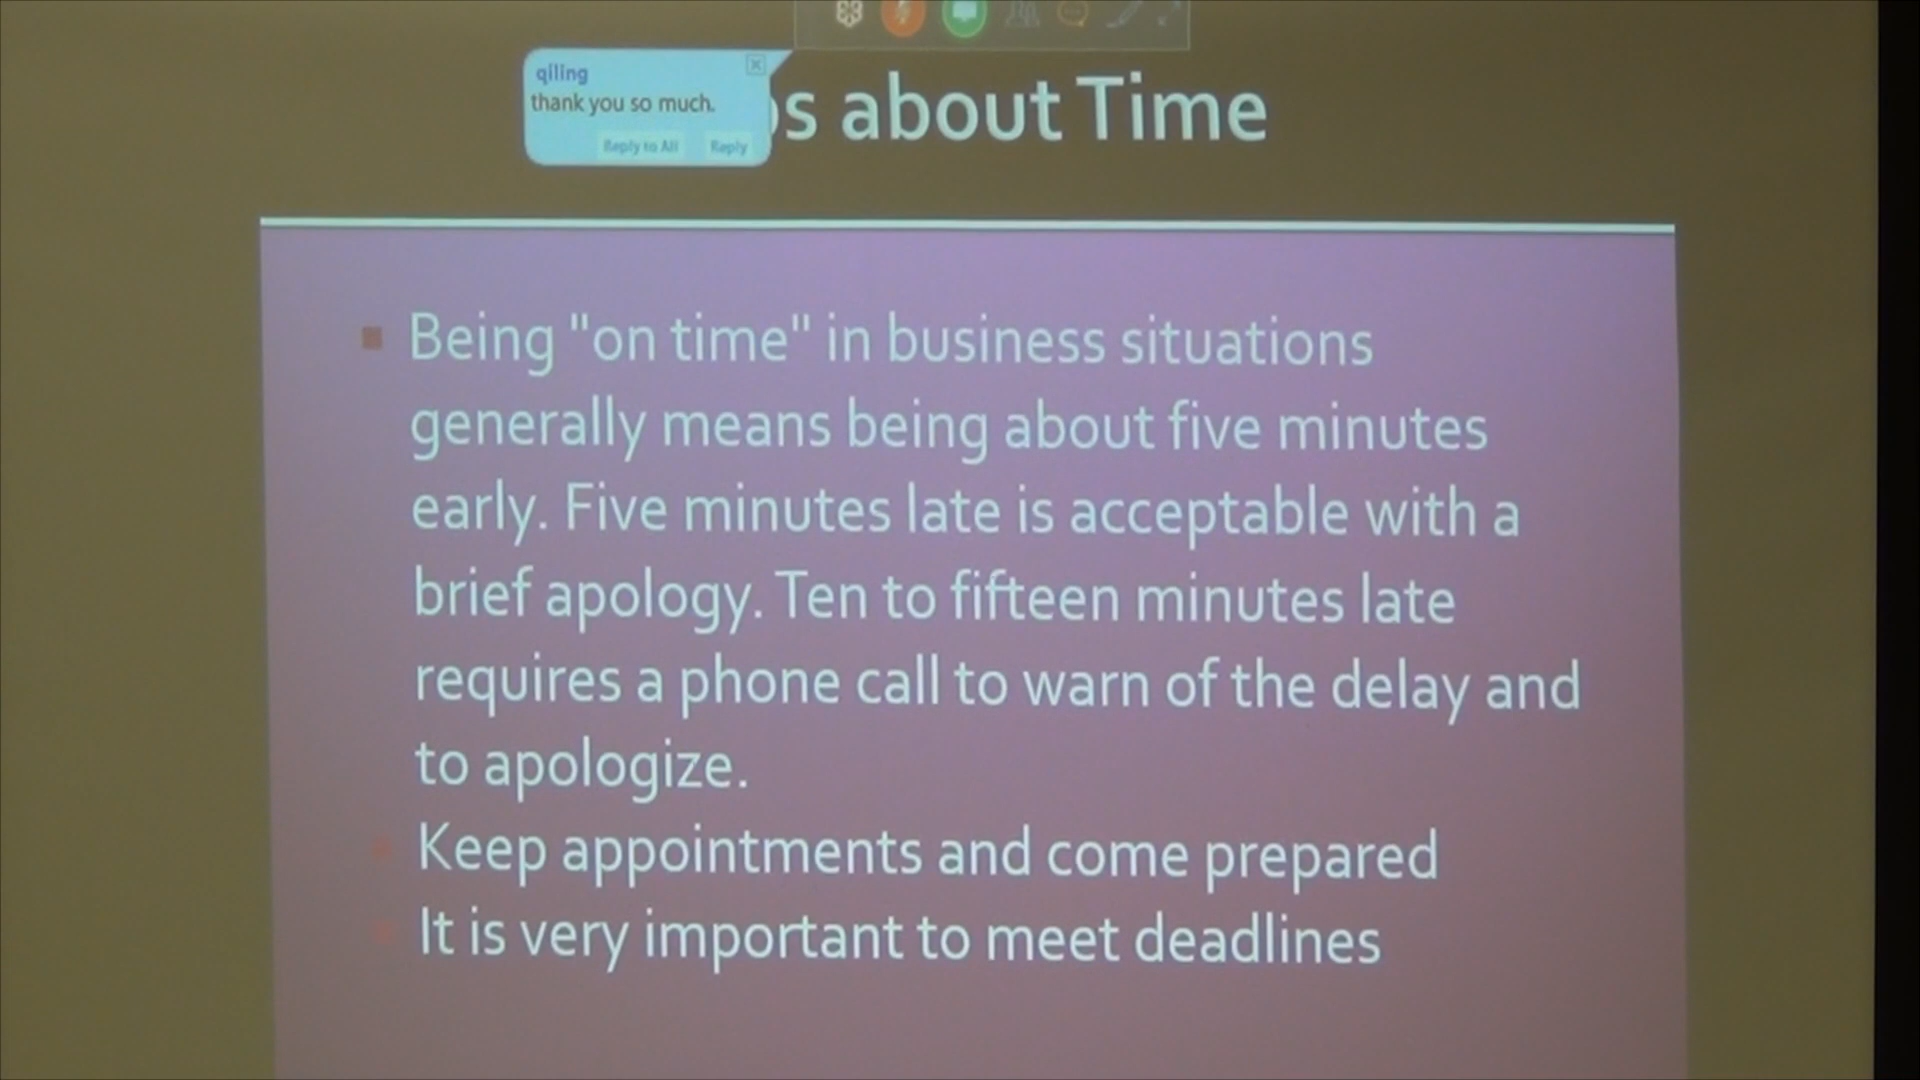 qiling
thank you so much.
Reply to All Reply
about Time
Being "on time" in business situations
generally means being about five minutes
early. Five minutes late is acceptable with a
brief apology. Ten to fifteen minutes late
requires a phone call to warn of the delay and
to apologize.
Keep appointments and come prepared
It is very important to meet deadlines